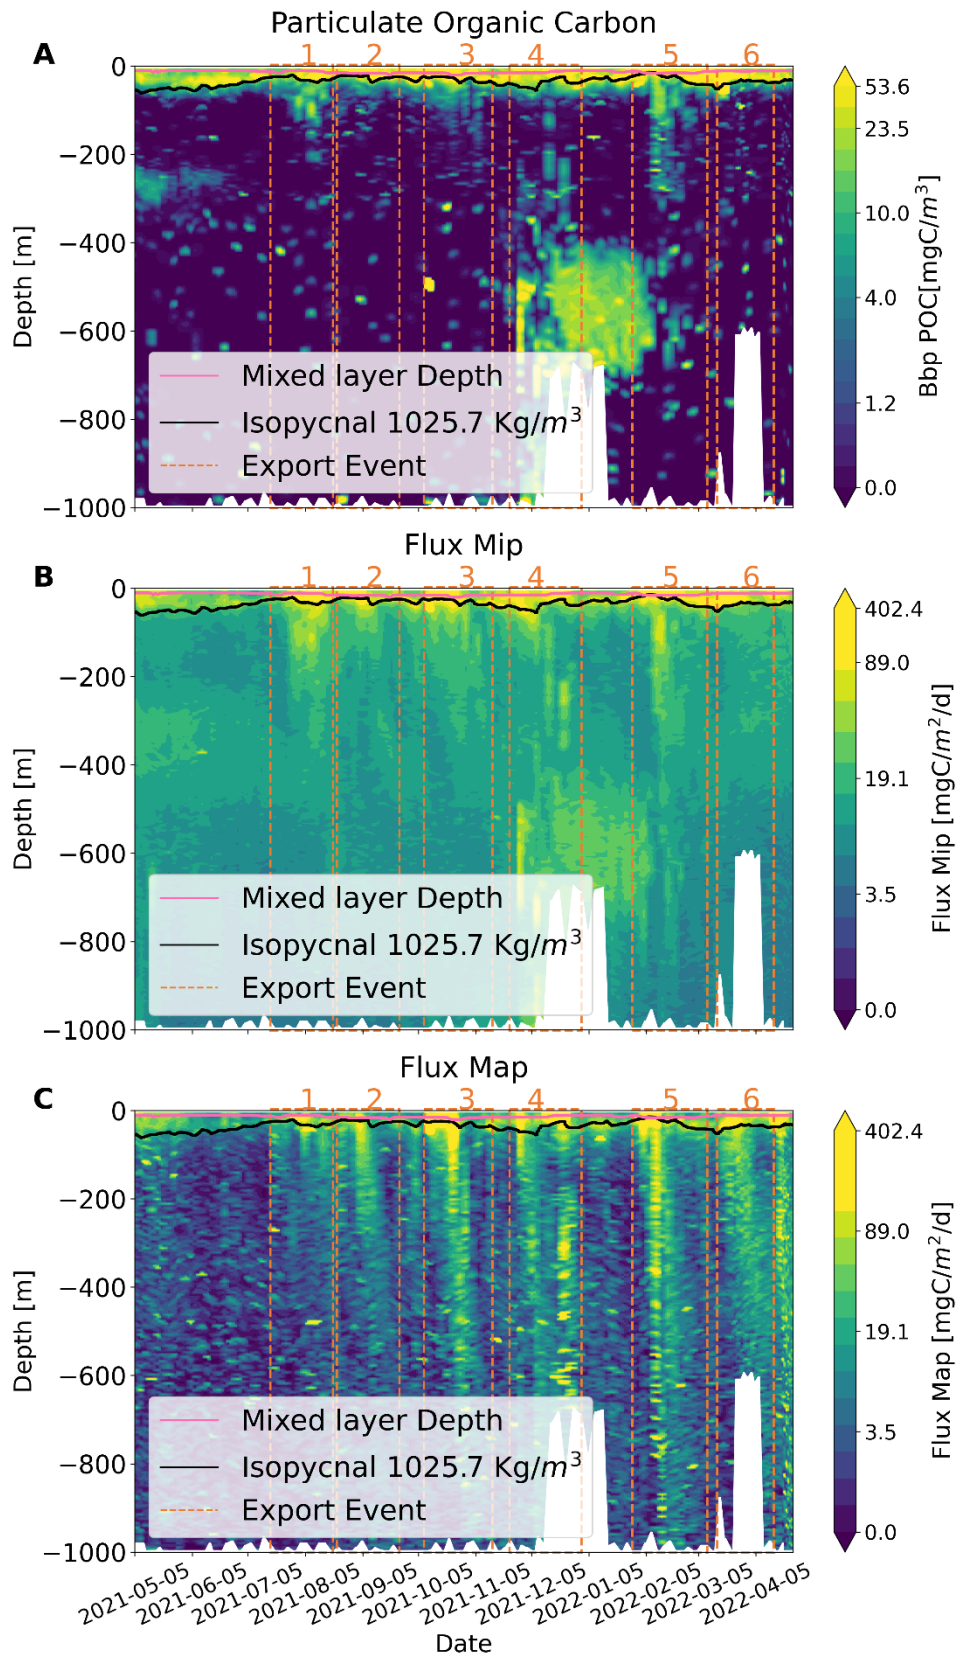 Particulate Organic Carbon
A
1 2 3 4 5 6
0
−200
−400
−600
−800
−1000
Depth [m]
Mixed layer Depth
Isopycnal 1025.7 Kg/m³
Export Event
53.6
23.5
10.0
4.0
1.2
0.0
Bbp POC[mgC/m³]
Flux Mip
B
1 2 3 4 5 6
0
−200
−400
−600
−800
−1000
Depth [m]
Mixed layer Depth
Isopycnal 1025.7 Kg/m³
Export Event
402.4
89.0
19.1
3.5
0.0
Flux Mip [mgC/m²/d]
Flux Map
C
1 2 3 4 5 6
0
−200
−400
−600
−800
−1000
Depth [m]
Mixed layer Depth
Isopycnal 1025.7 Kg/m³
Export Event
402.4
89.0
19.1
3.5
0.0
Flux Map [mgC/m²/d]
2021-05-05
2021-06-05
2021-07-05
2021-08-05
2021-09-05
2021-10-05
2021-11-05
2021-12-05
2022-01-05
2022-02-05
2022-03-05
2022-04-05
Date